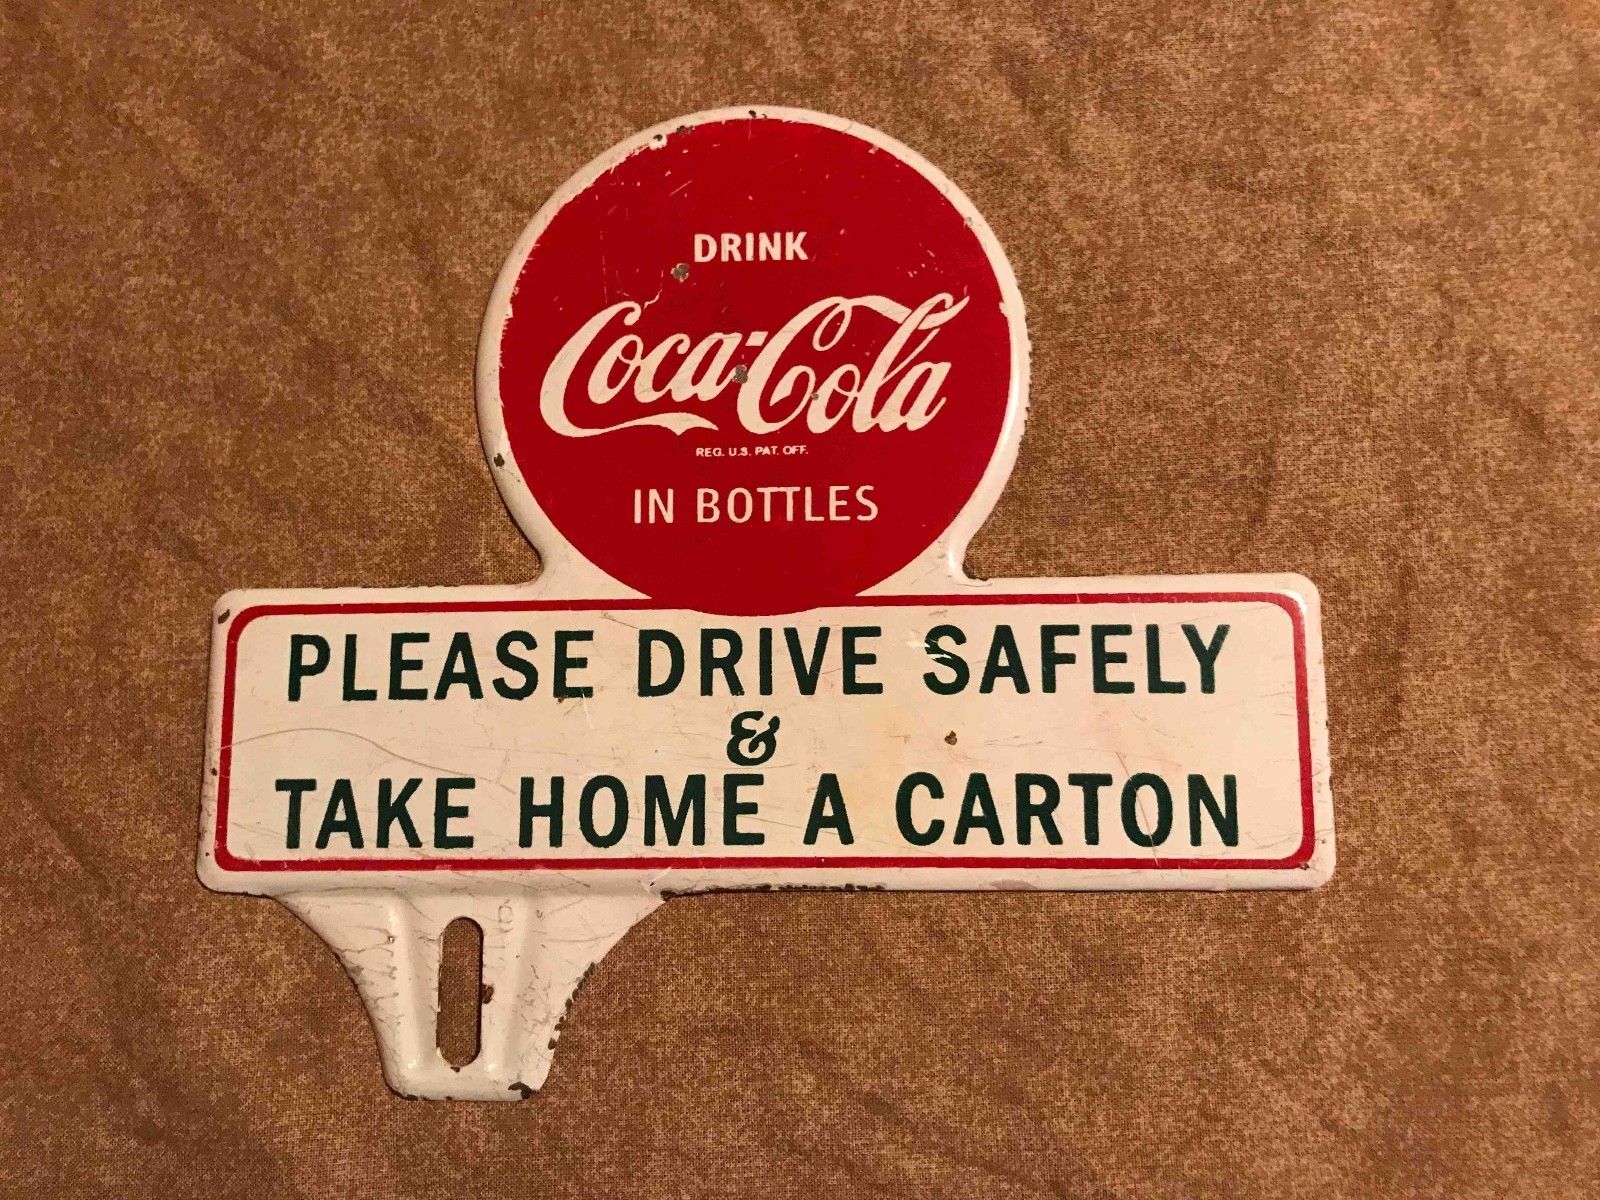 DRINK
Coca-Cola
REG. U.S. PAT. OFF.
IN BOTTLES
PLEASE DRIVE SAFELY
&
TAKE HOME A CARTON